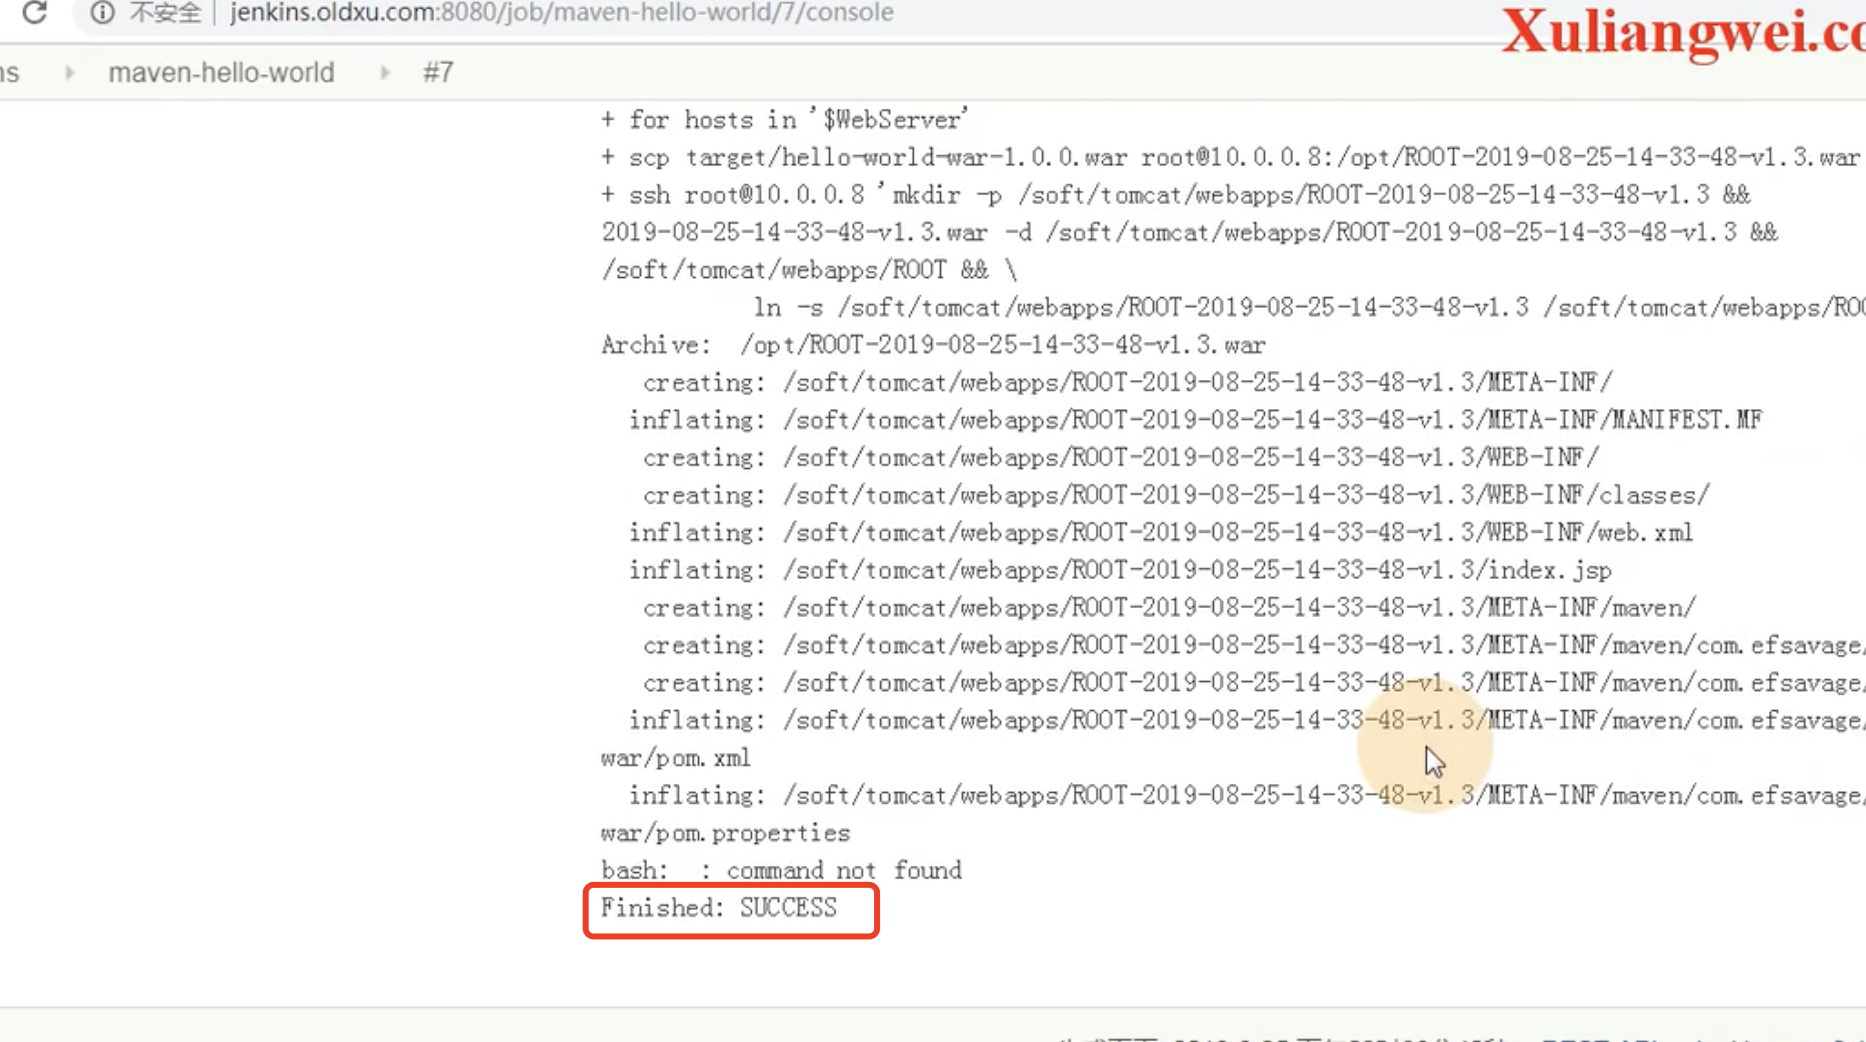 不安全 | jenkins.oldxu.com:8080/job/maven-hello-world/7/console
Xuliangwei.co
ns maven-hello-world #7
+ for hosts in '$WebServer'
+ scp target/hello-world-war-1.0.0.war root@10.0.0.8:/opt/ROOT-2019-08-25-14-33-48-v1.3.war
+ ssh root@10.0.0.8 'mkdir -p /soft/tomcat/webapps/ROOT-2019-08-25-14-33-48-v1.3 &&
2019-08-25-14-33-48-v1.3.war -d /soft/tomcat/webapps/ROOT-2019-08-25-14-33-48-v1.3 &&
/soft/tomcat/webapps/ROOT && \
ln -s /soft/tomcat/webapps/ROOT-2019-08-25-14-33-48-v1.3 /soft/tomcat/webapps/ROO
Archive: /opt/ROOT-2019-08-25-14-33-48-v1.3.war
creating: /soft/tomcat/webapps/ROOT-2019-08-25-14-33-48-v1.3/META-INF/
inflating: /soft/tomcat/webapps/ROOT-2019-08-25-14-33-48-v1.3/META-INF/MANIFEST.MF
creating: /soft/tomcat/webapps/ROOT-2019-08-25-14-33-48-v1.3/WEB-INF/
creating: /soft/tomcat/webapps/ROOT-2019-08-25-14-33-48-v1.3/WEB-INF/classes/
inflating: /soft/tomcat/webapps/ROOT-2019-08-25-14-33-48-v1.3/WEB-INF/web.xml
inflating: /soft/tomcat/webapps/ROOT-2019-08-25-14-33-48-v1.3/index.jsp
creating: /soft/tomcat/webapps/ROOT-2019-08-25-14-33-48-v1.3/META-INF/maven/
creating: /soft/tomcat/webapps/ROOT-2019-08-25-14-33-48-v1.3/META-INF/maven/com.efsavage/
creating: /soft/tomcat/webapps/ROOT-2019-08-25-14-33-48-v1.3/META-INF/maven/com.efsavage/
inflating: /soft/tomcat/webapps/ROOT-2019-08-25-14-33-48-v1.3/META-INF/maven/com.efsavage/
war/pom.xml
inflating: /soft/tomcat/webapps/ROOT-2019-08-25-14-33-48-v1.3/META-INF/maven/com.efsavage/
war/pom.properties
bash: : command not found
Finished: SUCCESS